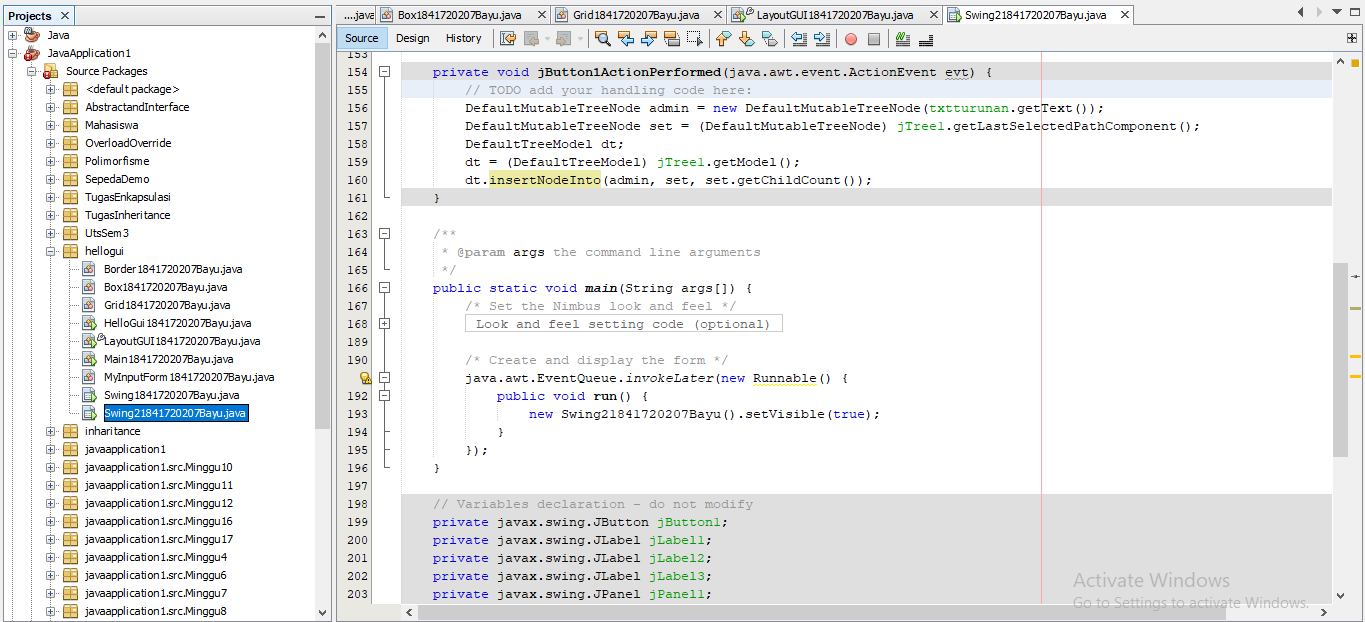 Projects
Java
JavaApplication1
Source Packages
<default package>
AbstractandInterface
Mahasiswa
OverloadOverride
Polimorfisme
SepedaDemo
TugasEnkapsulasi
TugasInheritance
UtsSem3
hellogui
Border1841720207Bayu.java
Box1841720207Bayu.java
Grid1841720207Bayu.java
HelloGui1841720207Bayu.java
LayoutGUI1841720207Bayu.java
Main1841720207Bayu.java
MyInputForm1841720207Bayu.java
Swing1841720207Bayu.java
Swing21841720207Bayu.java
inharitance
javaapplication1
javaapplication1.src.Minggu10
javaapplication1.src.Minggu11
javaapplication1.src.Minggu12
javaapplication1.src.Minggu16
javaapplication1.src.Minggu17
javaapplication1.src.Minggu4
javaapplication1.src.Minggu6
javaapplication1.src.Minggu7
javaapplication1.src.Minggu8
....java Box1841720207Bayu.java Grid1841720207Bayu.java LayoutGUI1841720207Bayu.java Swing21841720207Bayu.java
Source Design History
153
154 private void jButton1ActionPerformed(java.awt.event.ActionEvent evt) {
155 // TODO add your handling code here:
156 DefaultMutableTreeNode admin = new DefaultMutableTreeNode(txtturunan.getText());
157 DefaultMutableTreeNode set = (DefaultMutableTreeNode) jTree1.getLastSelectedPathComponent();
158 DefaultTreeModel dt;
159 dt = (DefaultTreeModel) jTree1.getModel();
160 dt.insertNodeInto(admin, set, set.getChildCount());
161 }
162
163 /**
164 * @param args the command line arguments
165 */
166 public static void main(String args[]) {
167 /* Set the Nimbus look and feel */
168 Look and feel setting code (optional)
189
190 /* Create and display the form */
java.awt.EventQueue.invokeLater(new Runnable() {
192 public void run() {
193 new Swing21841720207Bayu().setVisible(true);
194 }
195 });
196 }
197
198 // Variables declaration - do not modify
199 private javax.swing.JButton jButton1;
200 private javax.swing.JLabel jLabel1;
201 private javax.swing.JLabel jLabel2;
202 private javax.swing.JLabel jLabel3;
203 private javax.swing.JPanel jPanel1;
Activate Windows
Go to Settings to activate Windows.